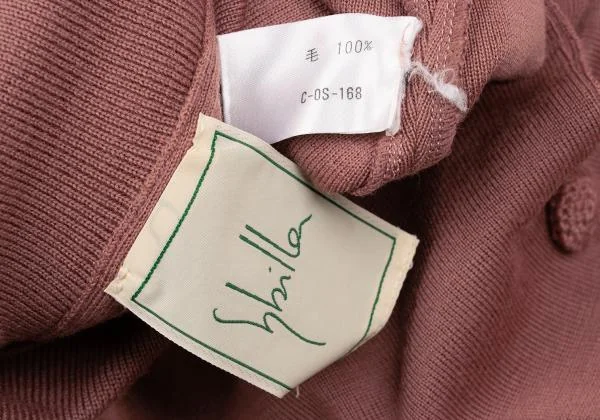 毛 100%
C-OS-168
Sybilla